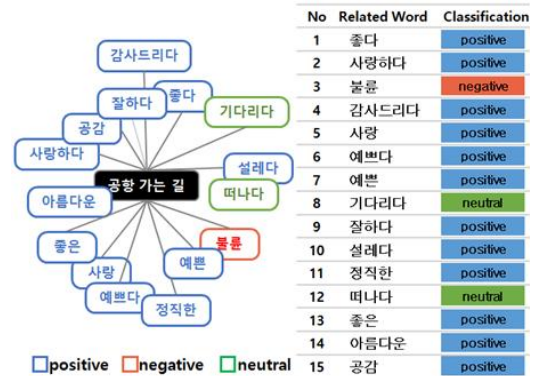 감사드리다
잘하다
좋다
기다리다
공감
사랑하다
설레다
공항 가는 길
떠나다
아름다운
좋은
불륜
사랑
예쁜
예쁘다
정직한
positive negative neutral
No Related Word Classification
1 좋다 positive
2 사랑하다 positive
3 불륜 negative
4 감사드리다 positive
5 사랑 positive
6 예쁘다 positive
7 예쁜 positive
8 기다리다 neutral
9 잘하다 positive
10 설레다 positive
11 정직한 positive
12 떠나다 neutral
13 좋은 positive
14 아름다운 positive
15 공감 positive